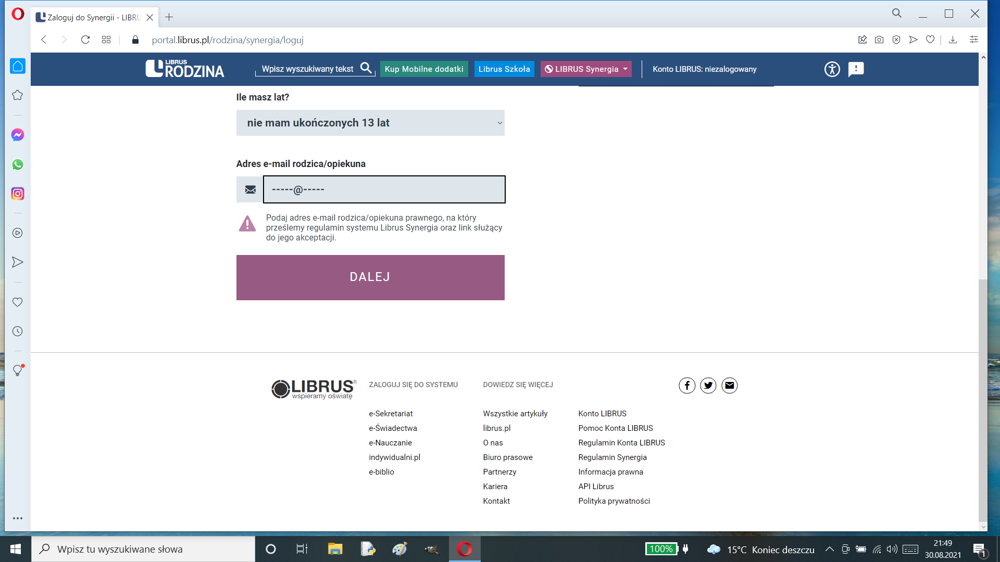 Zaloguj do Synergii - LIBRU
portal.librus.pl/rodzina/synergia/loguj
LIBRUS
RODZINA
Wpisz wyszukiwany tekst
Kup Mobilne dodatki
Librus Szkoła
LIBRUS Synergia
Konto LIBRUS: niezalogowany
Ile masz lat?
nie mam ukończonych 13 lat
Adres e-mail rodzica/opiekuna
-----@-----
Podaj adres e-mail rodzica/opiekuna prawnego, na który
prześlemy regulamin systemu Librus Synergia oraz link służący
do jego akceptacji.
DALEJ
LIBRUS®
wspieramy oświatę
ZALOGUJ SIĘ DO SYSTEMU
e-Sekretariat
e-Świadectwa
e-Nauczanie
indywidualni.pl
e-biblio
DOWIEDZ SIĘ WIĘCEJ
Wszystkie artykuły
librus.pl
O nas
Biuro prasowe
Partnerzy
Kariera
Kontakt
Konto LIBRUS
Pomoc Konta LIBRUS
Regulamin Konta LIBRUS
Regulamin Synergia
Informacja prawna
API Librus
Polityka prywatności
Wpisz tu wyszukiwane słowa
100%
15°C Koniec deszczu
21:49
30.08.2021
1